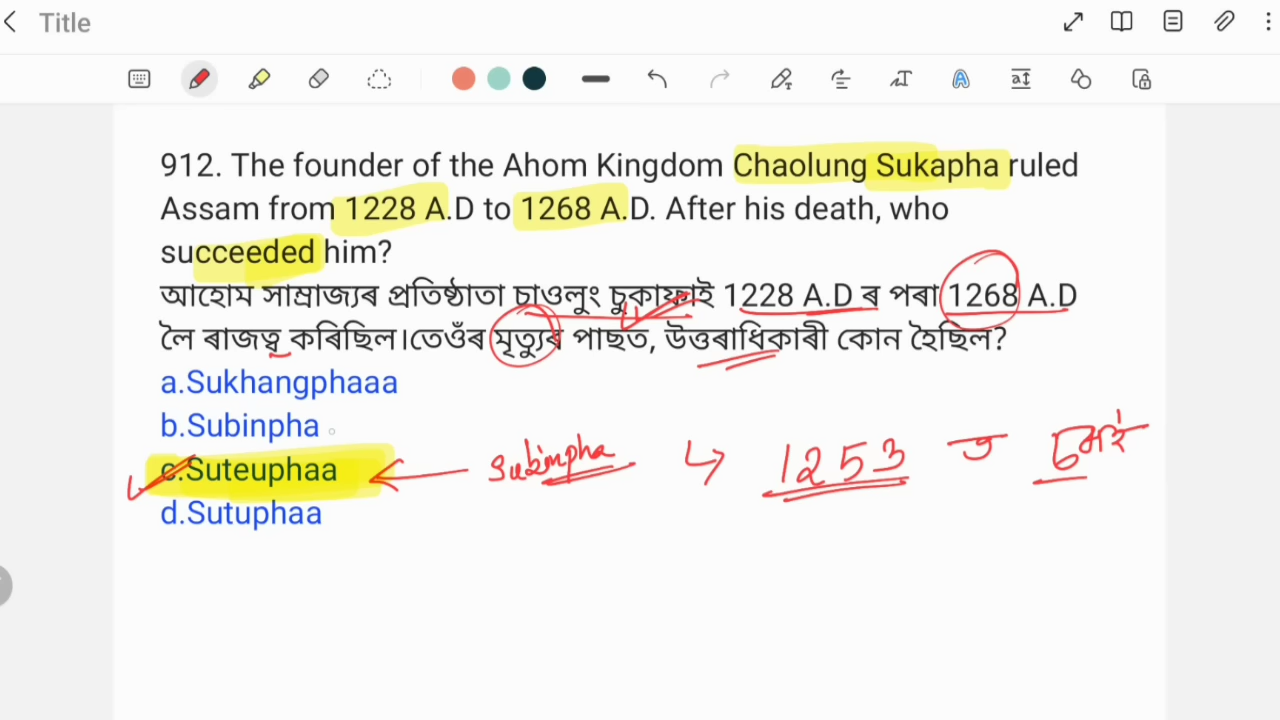 Title
912. The founder of the Ahom Kingdom Chaolung Sukapha ruled
Assam from 1228 A.D to 1268 A.D. After his death, who
succeeded him?
আহোম সাম্ৰাজ্যৰ প্ৰতিষ্ঠাতা চাওলুং চুকাফাই 1228 A.D ৰ পৰা 1268 A.D
লৈ ৰাজত্ব কৰিছিল।তেওঁৰ মৃত্যুৰ পাছত, উত্তৰাধিকাৰী কোন হৈছিল?
a.Sukhangphaaa
b.Subinpha
c.Suteuphaa Subinpha 1253 ত
d.Sutuphaa